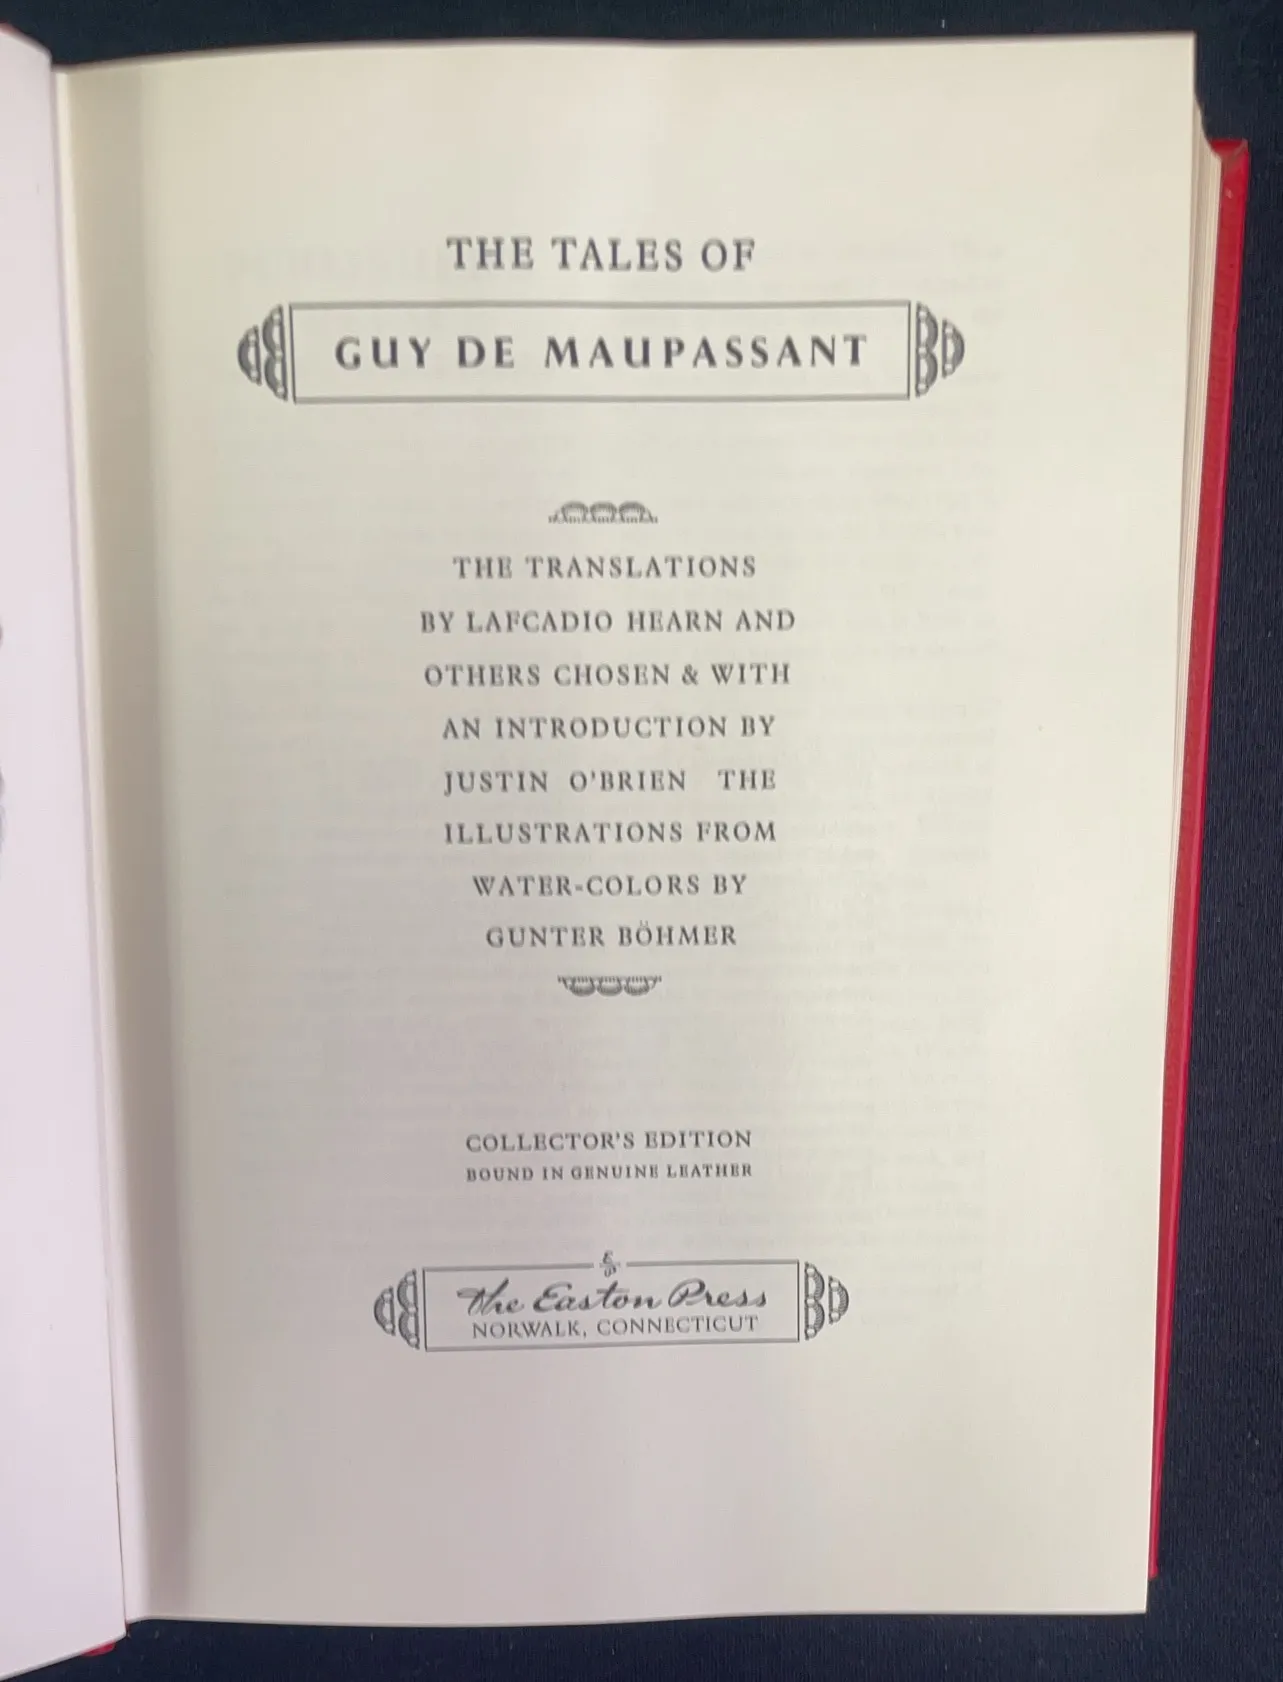 THE TALES OF
GUY DE MAUPASSANT
THE TRANSLATIONS
BY LAFCADIO HEARN AND
OTHERS CHOSEN & WITH
AN INTRODUCTION BY
JUSTIN O'BRIEN THE
ILLUSTRATIONS FROM
WATER-COLORS BY
GUNTER BÖHMER
COLLECTOR'S EDITION
BOUND IN GENUINE LEATHER
The Easton Press
NORWALK, CONNECTICUT